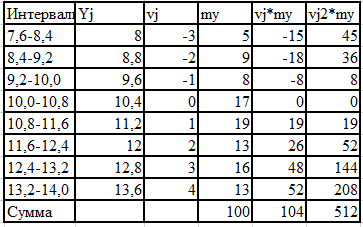 Интервалы Yj vj my vj*my vj2*my
7,6-8,4 8 -3 5 -15 45
8,4-9,2 8,8 -2 9 -18 36
9,2-10,0 9,6 -1 8 -8 8
10,0-10,8 10,4 0 17 0 0
10,8-11,6 11,2 1 19 19 19
11,6-12,4 12 2 13 26 52
12,4-13,2 12,8 3 16 48 144
13,2-14,0 13,6 4 13 52 208
Сумма 100 104 512